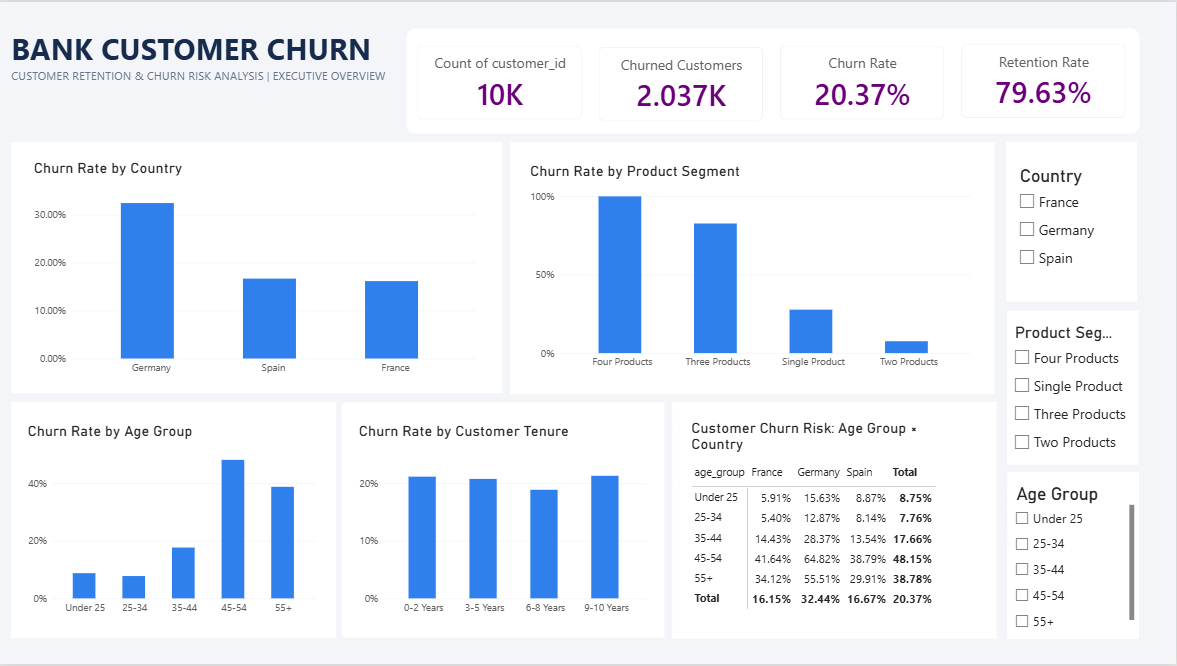 BANK CUSTOMER CHURN
CUSTOMER RETENTION & CHURN RISK ANALYSIS | EXECUTIVE OVERVIEW
Count of customer_id
10K
Churned Customers
2.037K
Churn Rate
20.37%
Retention Rate
79.63%
Churn Rate by Country
30.00%
20.00%
10.00%
0.00%
Germany Spain France
Churn Rate by Product Segment
100%
50%
0%
Four Products Three Products Single Product Two Products
Country
France
Germany
Spain
Product Seg...
Four Products
Single Product
Three Products
Two Products
Churn Rate by Age Group
40%
20%
0%
Under 25 25-34 35-44 45-54 55+
Churn Rate by Customer Tenure
20%
10%
0%
0-2 Years 3-5 Years 6-8 Years 9-10 Years
Customer Churn Risk: Age Group ×
Country
age_group France Germany Spain Total
Under 25 5.91% 15.63% 8.87% 8.75%
25-34 5.40% 12.87% 8.14% 7.76%
35-44 14.43% 28.37% 13.54% 17.66%
45-54 41.64% 64.82% 38.79% 48.15%
55+ 34.12% 55.51% 29.91% 38.78%
Total 16.15% 32.44% 16.67% 20.37%
Age Group
Under 25
25-34
35-44
45-54
55+